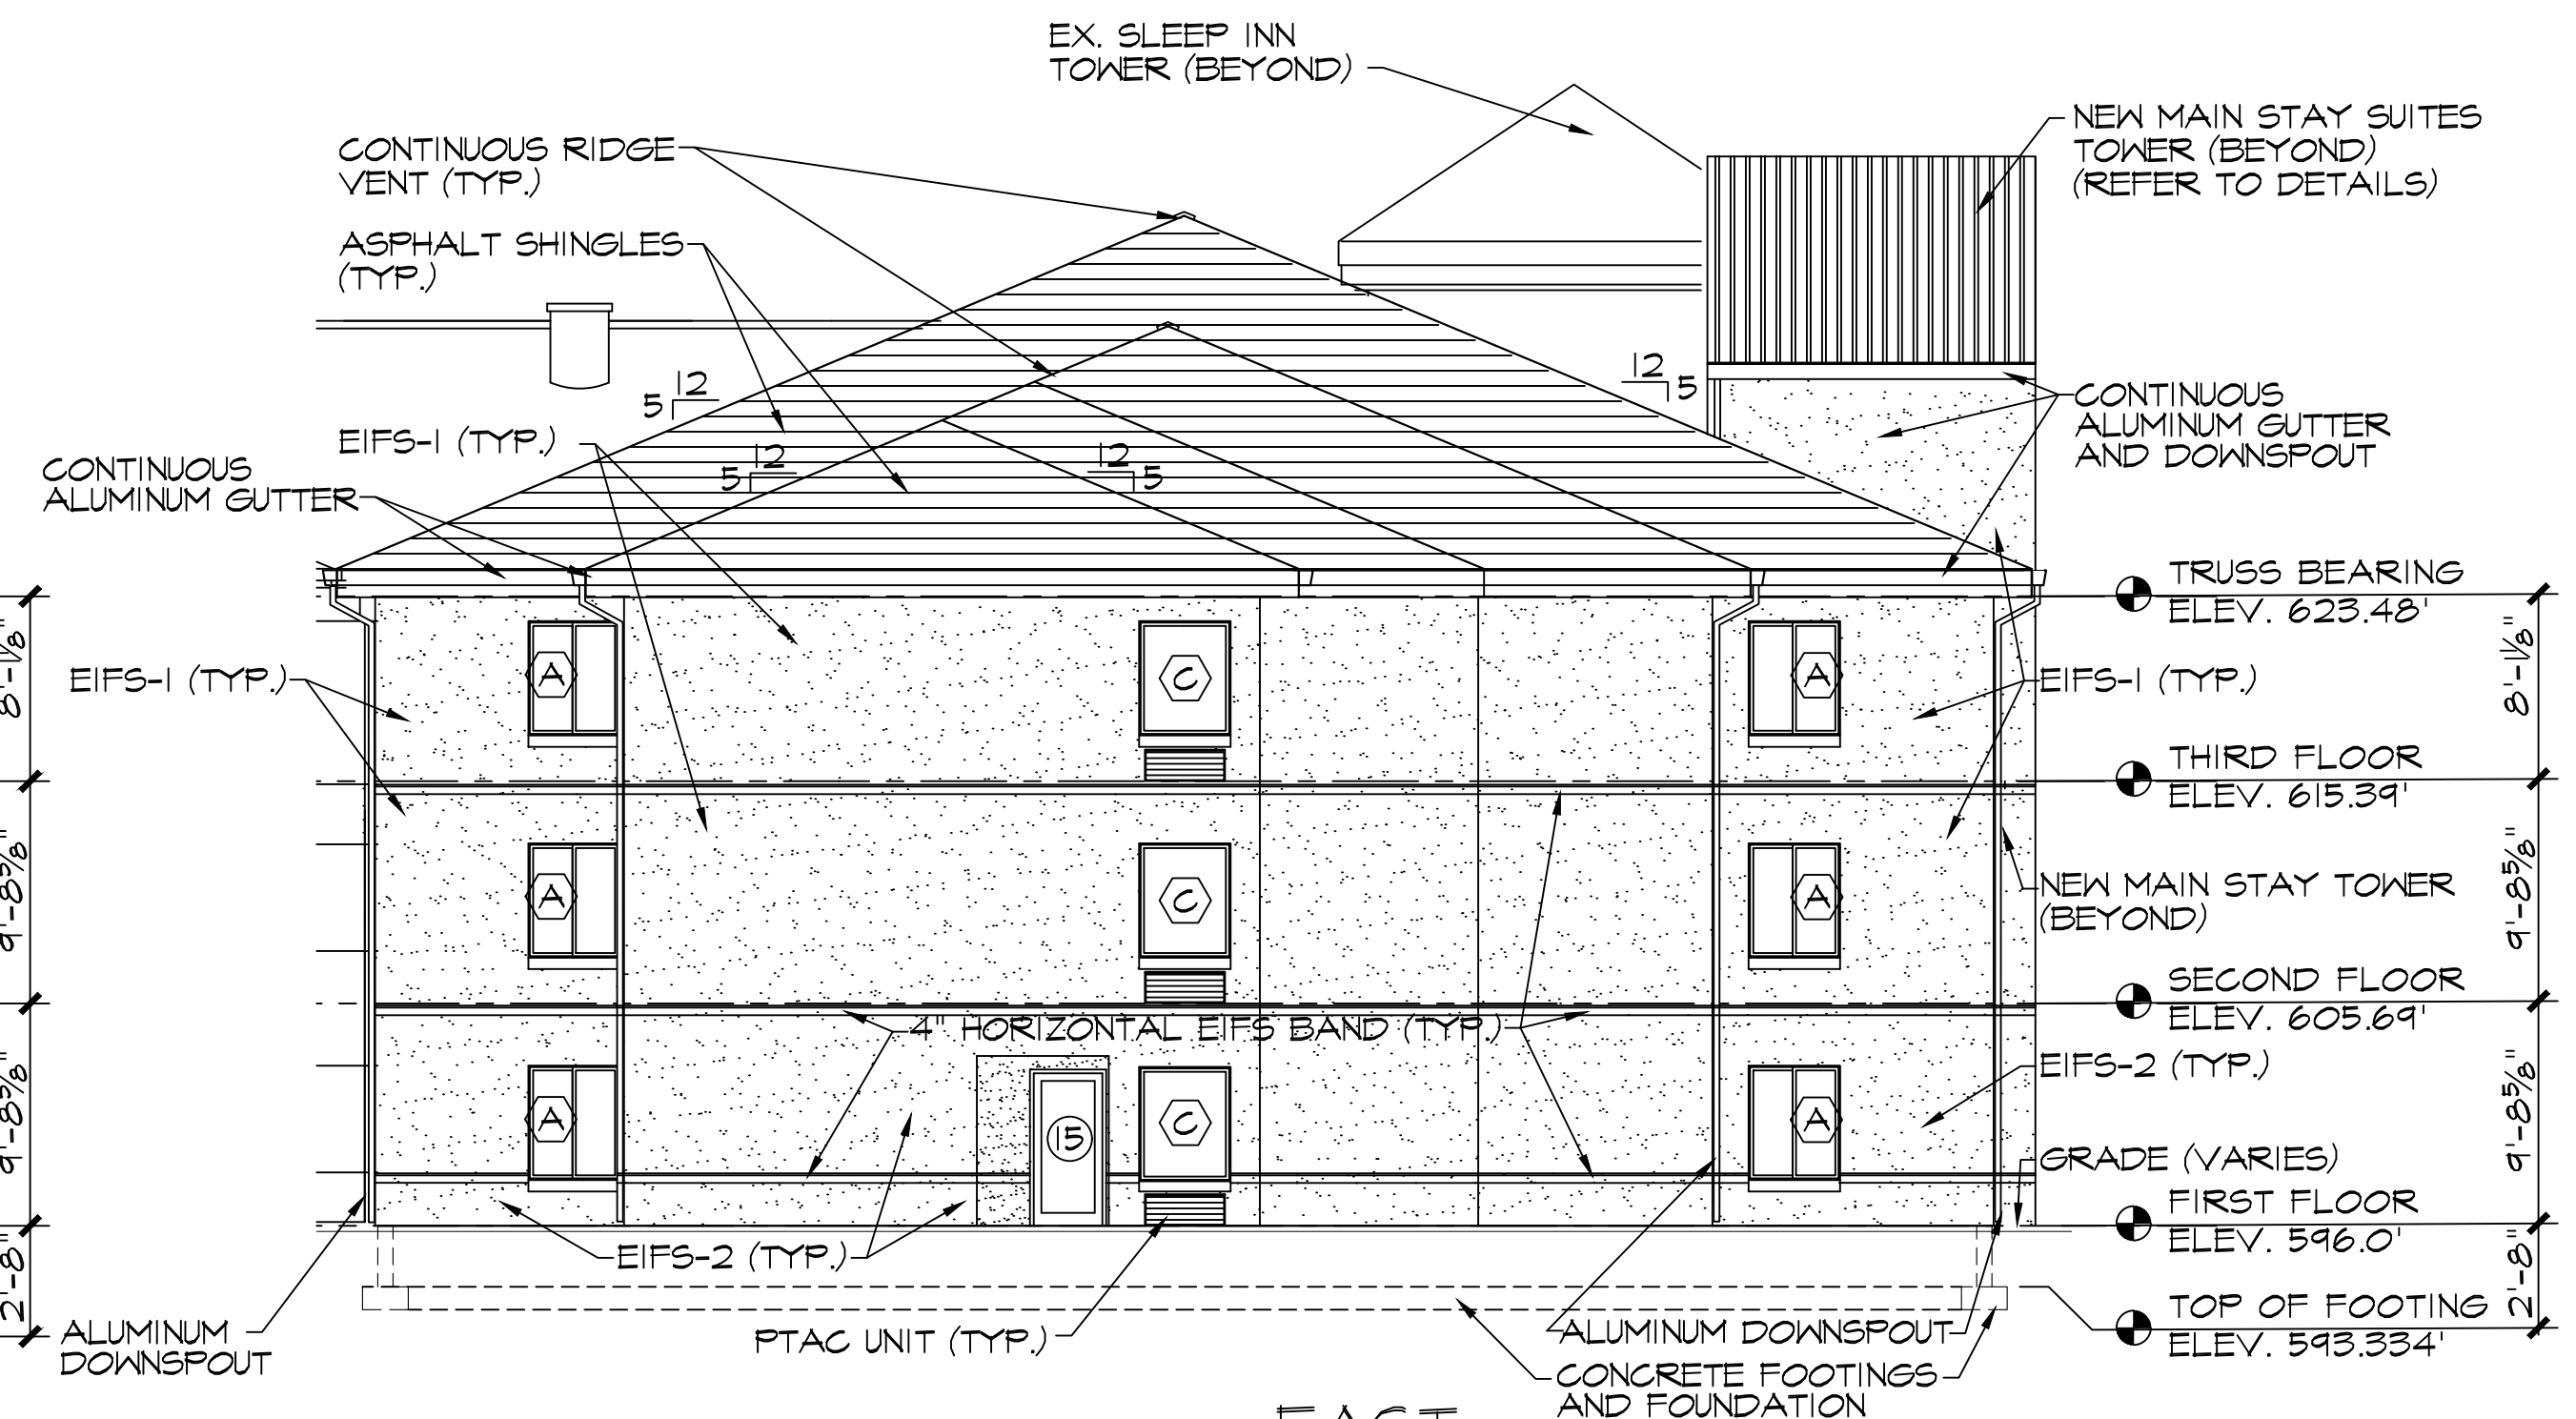 EX. SLEEP INN
TOWER (BEYOND)
NEW MAIN STAY SUITES
TOWER (BEYOND)
(REFER TO DETAILS)
CONTINUOUS RIDGE
VENT (TYP.)
ASPHALT SHINGLES
(TYP.)
12
5
12
5
CONTINUOUS
ALUMINUM GUTTER
AND DOWNSPOUT
EIFS-1 (TYP.)
12
5
12
5
CONTINUOUS
ALUMINUM GUTTER
TRUSS BEARING
ELEV. 623.48'
8'-1⅛"
8'-1⅛"
EIFS-1 (TYP.)
A
C
A
EIFS-1 (TYP.)
THIRD FLOOR
ELEV. 615.39'
9'-8⅝"
9'-8⅝"
A
C
A
NEW MAIN STAY TOWER
(BEYOND)
SECOND FLOOR
ELEV. 605.69'
4" HORIZONTAL EIFS BAND (TYP.)
EIFS-2 (TYP.)
9'-8⅝"
9'-8⅝"
A
15
C
A
GRADE (VARIES)
FIRST FLOOR
ELEV. 596.0'
EIFS-2 (TYP.)
2'-8"
2'-8"
TOP OF FOOTING
ELEV. 593.334'
ALUMINUM
DOWNSPOUT
PTAC UNIT (TYP.)
ALUMINUM DOWNSPOUT
CONCRETE FOOTINGS
AND FOUNDATION